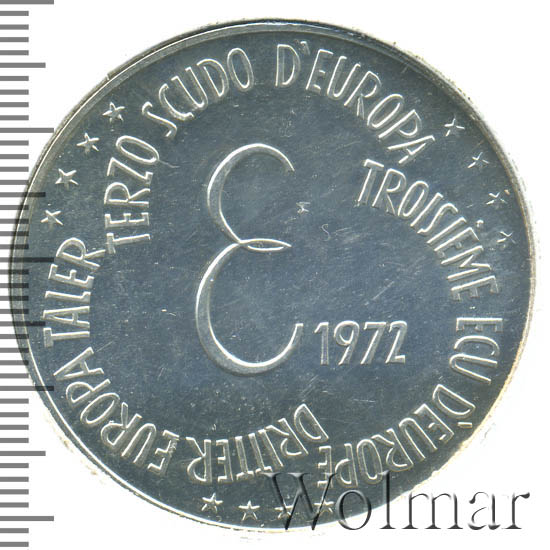 TERZO SCUDO D'EUROPA
TROISIÈME ECU D'EUROPE
DRITTER EUROPA TALER
Ɛ 1972
Wolmar